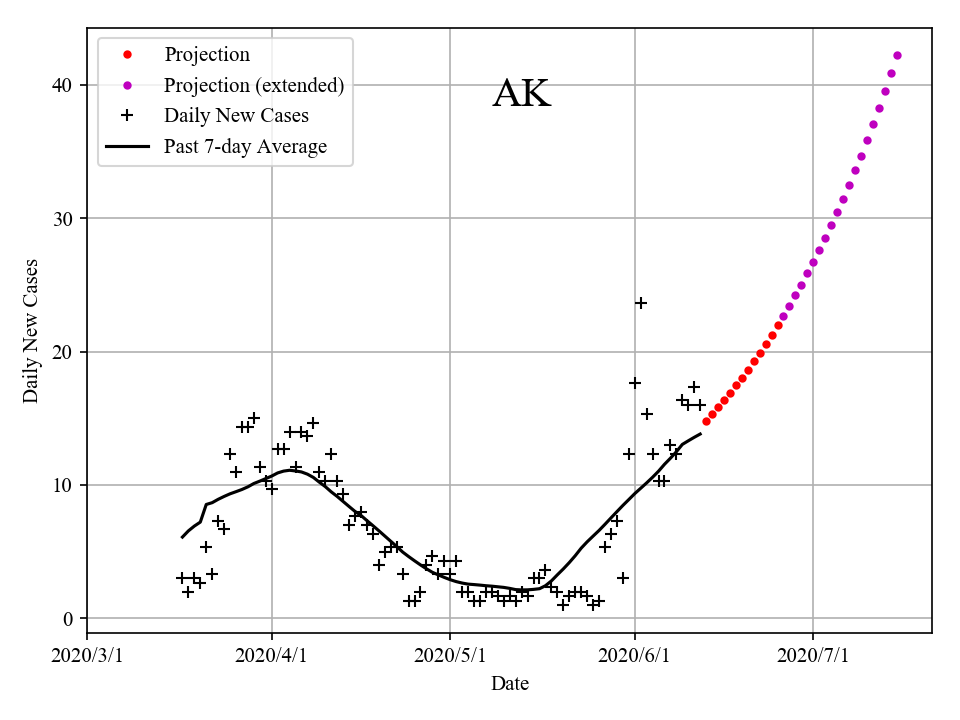 Projection
Projection (extended)
Daily New Cases
Past 7-day Average
AK
40
30
20
10
0
Daily New Cases
2020/3/1
2020/4/1
2020/5/1
2020/6/1
2020/7/1
Date